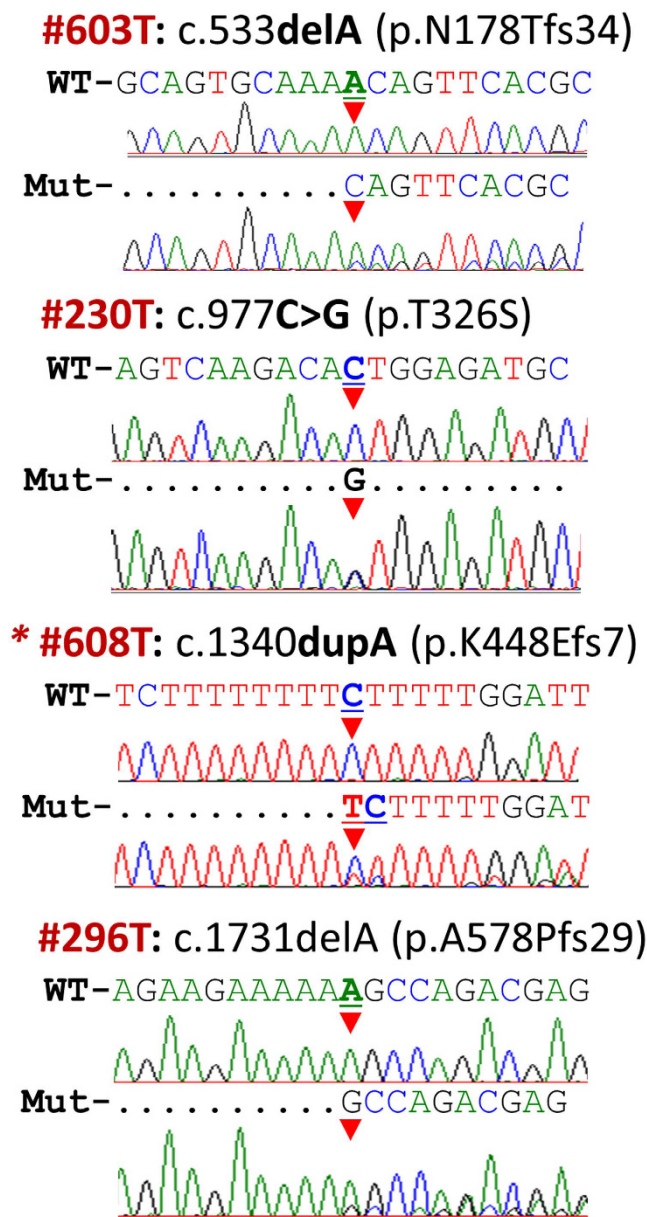 #603T: c.533delA (p.N178Tfs34)
WT-GCAGTGCAAAACAGTTCACGC
Mut-..........CAGTTCACGC
#230T: c.977C>G (p.T326S)
WT-AGTCAAGACACTGGAGATGC
Mut-..........G.........
* #608T: c.1340dupA (p.K448Efs7)
WT-TCTTTTTTTTCTTTTTGGATT
Mut-..........TCTTTTTGGAT
#296T: c.1731delA (p.A578Pfs29)
WT-AGAAGAAAAAAGCCAGACGAG
Mut-..........GCCAGACGAG